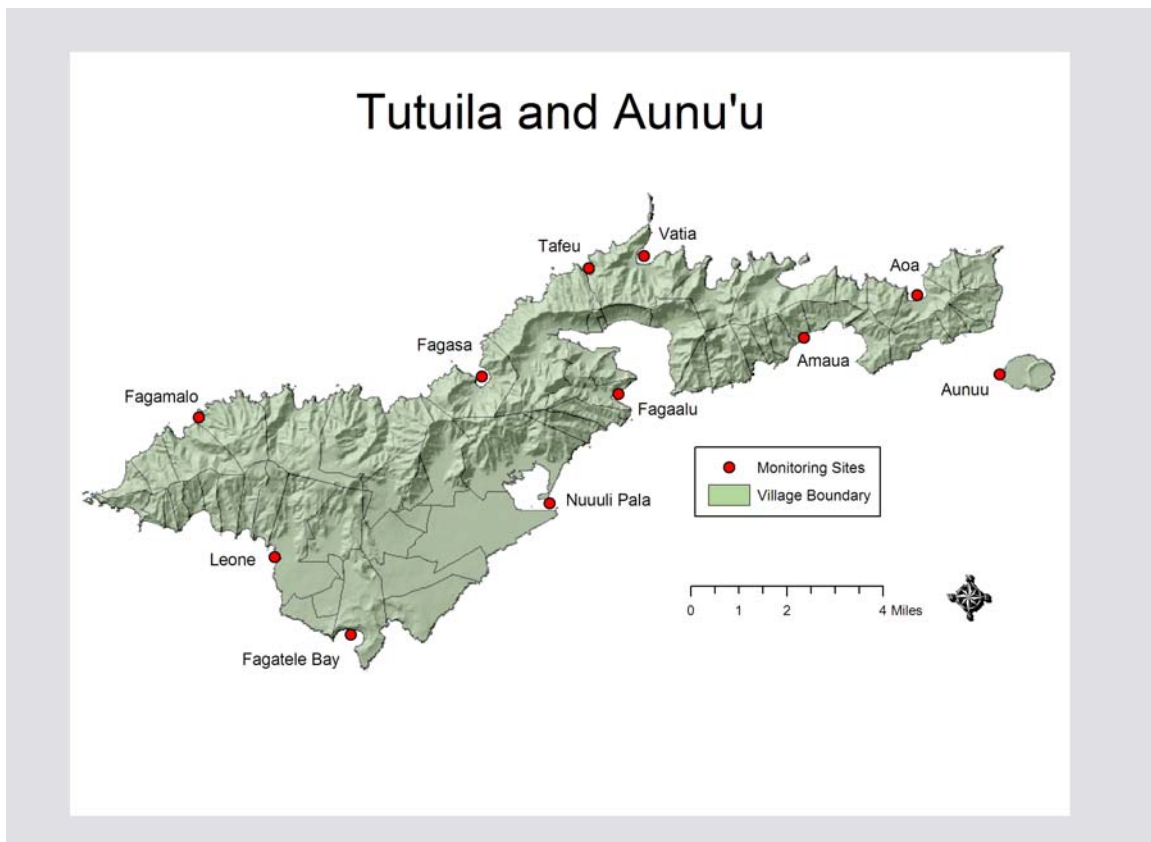 Tutuila and Aunu'u
Vatia
Tafeu
Aoa
Fagasa
Amaua
Aunuu
Fagamalo
Fagaalu
Monitoring Sites
Village Boundary
Nuuuli Pala
Leone
0 1 2 4 Miles
Fagatele Bay